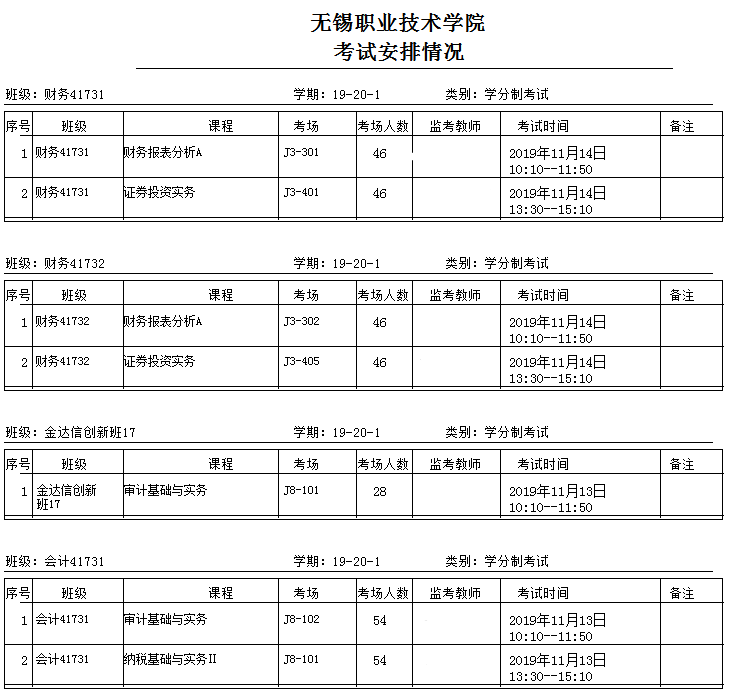 无锡职业技术学院
考试安排情况
班级：财务41731 学期：19-20-1 类别：学分制考试
序号 班级 课程 考场 考场人数 监考教师 考试时间 备注
1 财务41731 财务报表分析A J3-301 46 2019年11月14日
10:10--11:50
2 财务41731 证券投资实务 J3-401 46 2019年11月14日
13:30--15:10
班级：财务41732 学期：19-20-1 类别：学分制考试
序号 班级 课程 考场 考场人数 监考教师 考试时间 备注
1 财务41732 财务报表分析A J3-302 46 2019年11月14日
10:10--11:50
2 财务41732 证券投资实务 J3-405 46 2019年11月14日
13:30--15:10
班级：金达信创新班17 学期：19-20-1 类别：学分制考试
序号 班级 课程 考场 考场人数 监考教师 考试时间 备注
1 金达信创新 审计基础与实务 J8-101 28 2019年11月13日
班17 10:10--11:50
班级：会计41731 学期：19-20-1 类别：学分制考试
序号 班级 课程 考场 考场人数 监考教师 考试时间 备注
1 会计41731 审计基础与实务 J8-102 54 2019年11月13日
10:10--11:50
2 会计41731 纳税基础与实务Ⅱ J8-101 54 2019年11月13日
13:30--15:10